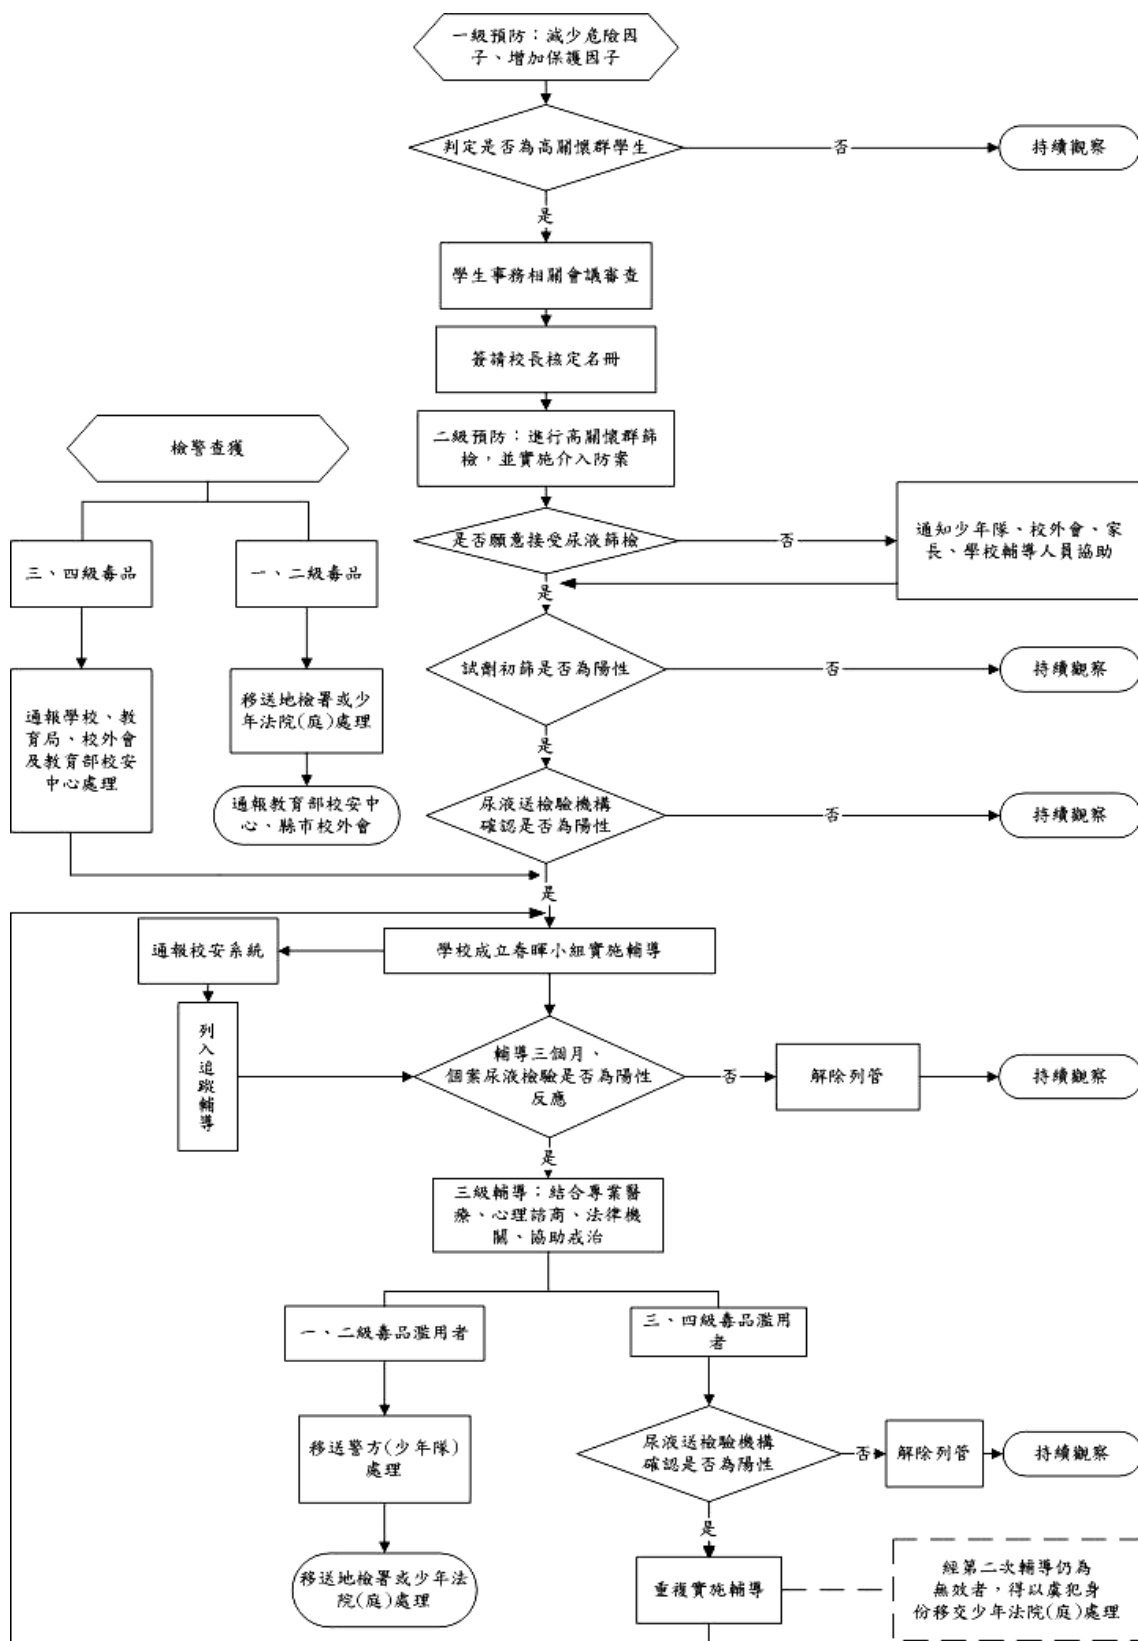 一級預防：減少危險因
子、增加保護因子
判定是否為高關懷群學生
否
持續觀察
是
學生事務相關會議審查
簽請校長核定名冊
二級預防：進行高關懷群篩
檢，並實施介入防案
檢警查獲
是否願意接受尿液篩檢
否
通知少年隊、校外會、家
長、學校輔導人員協助
三、四級毒品
一、二級毒品
是
試劑初篩是否為陽性
否
持續觀察
通報學校、教
育局、校外會
及教育部校安
中心處理
移送地檢署或少
年法院(庭)處理
是
通報教育部校安中
心、縣市校外會
尿液送檢驗機構
確認是否為陽性
否
持續觀察
是
通報校安系統
學校成立春暉小組實施輔導
列入追蹤輔導
輔導三個月、
個案尿液檢驗是否為陽性
反應
否
解除列管
持續觀察
是
三級輔導：結合專業醫
療、心理諮商、法律機
關、協助戒治
一、二級毒品濫用者
三、四級毒品濫用
者
移送警方(少年隊)
處理
尿液送檢驗機構
確認是否為陽性
否
解除列管
持續觀察
是
移送地檢署或少年法
院(庭)處理
重複實施輔導
經第二次輔導仍為
無效者，得以虞犯身
份移交少年法院(庭)處理